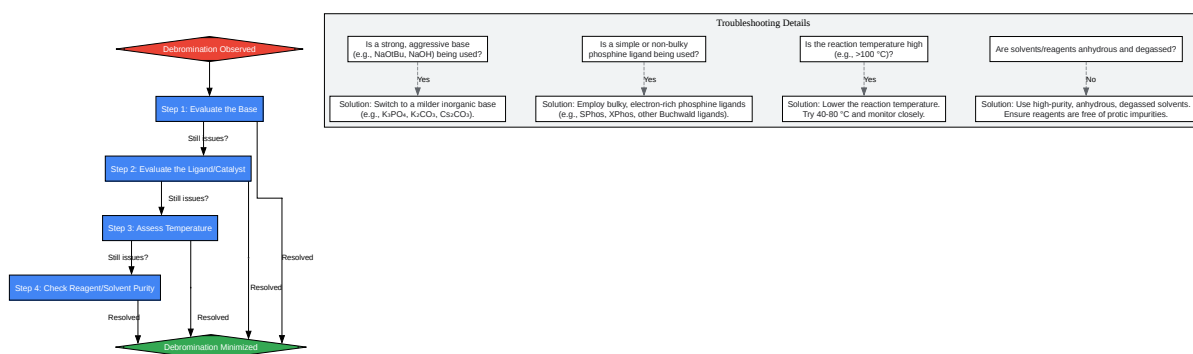 Debromination Observed
Step 1: Evaluate the Base
Still issues?
Step 2: Evaluate the Ligand/Catalyst
Still issues?
Step 3: Assess Temperature
Still issues?
Resolved
Step 4: Check Reagent/Solvent Purity
Resolved
Resolved
Resolved
Debromination Minimized
Troubleshooting Details
Is a strong, aggressive base
(e.g., NaOtBu, NaOH) being used?
Yes
Solution: Switch to a milder inorganic base
(e.g., K₃PO₄, K₂CO₃, Cs₂CO₃).
Is a simple or non-bulky
phosphine ligand being used?
Yes
Solution: Employ bulky, electron-rich phosphine ligands
(e.g., SPhos, XPhos, other Buchwald ligands).
Is the reaction temperature high
(e.g., >100 °C)?
Yes
Solution: Lower the reaction temperature.
Try 40-80 °C and monitor closely.
Are solvents/reagents anhydrous and degassed?
No
Solution: Use high-purity, anhydrous, degassed solvents.
Ensure reagents are free of protic impurities.